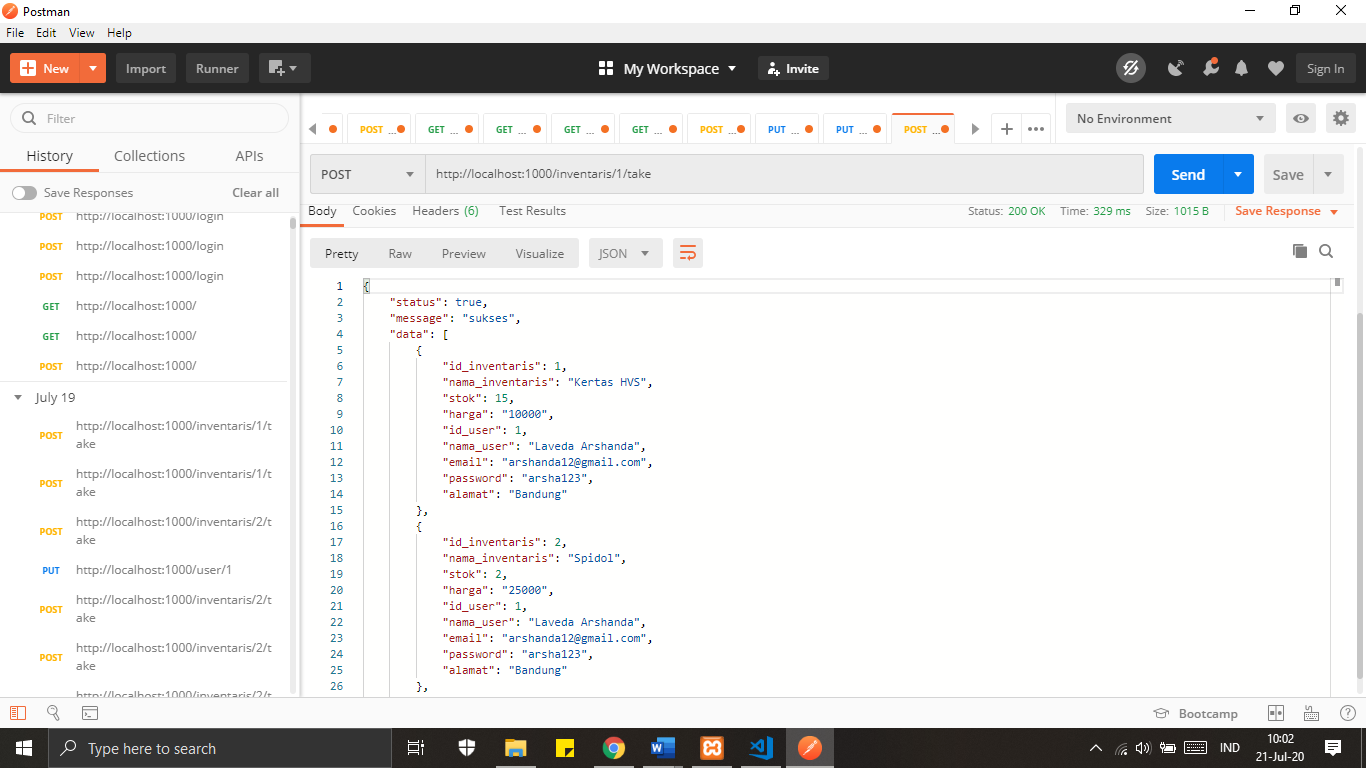 Postman
File Edit View Help
New Import Runner My Workspace Invite Sign In
Filter
History Collections APIs
Save Responses Clear all
POST http://localhost:1000/login
POST http://localhost:1000/login
POST http://localhost:1000/login
GET http://localhost:1000/
GET http://localhost:1000/
POST http://localhost:1000/
July 19
POST http://localhost:1000/inventaris/1/t
ake
POST http://localhost:1000/inventaris/1/t
ake
POST http://localhost:1000/inventaris/2/t
ake
PUT http://localhost:1000/user/1
POST http://localhost:1000/inventaris/2/t
ake
POST http://localhost:1000/inventaris/2/t
ake
http://localhost:1000/inventaris/2/t
POST ... GET ... GET ... GET ... GET ... POST ... PUT ... PUT ... POST ...
No Environment
POST http://localhost:1000/inventaris/1/take Send Save
Body Cookies Headers (6) Test Results Status: 200 OK Time: 329 ms Size: 1015 B Save Response
Pretty Raw Preview Visualize JSON
1 {
2 "status": true,
3 "message": "sukses",
4 "data": [
5 {
6 "id_inventaris": 1,
7 "nama_inventaris": "Kertas HVS",
8 "stok": 15,
9 "harga": "10000",
10 "id_user": 1,
11 "nama_user": "Laveda Arshanda",
12 "email": "arshanda12@gmail.com",
13 "password": "arsha123",
14 "alamat": "Bandung"
15 },
16 {
17 "id_inventaris": 2,
18 "nama_inventaris": "Spidol",
19 "stok": 2,
20 "harga": "25000",
21 "id_user": 1,
22 "nama_user": "Laveda Arshanda",
23 "email": "arshanda12@gmail.com",
24 "password": "arsha123",
25 "alamat": "Bandung"
26 },
Bootcamp
Type here to search
IND
10:02
21-Jul-20